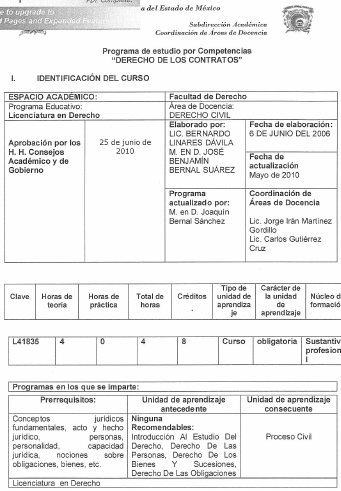 PDF Complete.
e to upgrade to
d Pages and Expanded Features
a del Estado de México
Subdirección Académica
Coordinación de Áreas de Docencia
Programa de estudio por Competencias
"DERECHO DE LOS CONTRATOS"
I. IDENTIFICACIÓN DEL CURSO
ESPACIO ACADÉMICO: Facultad de Derecho
Programa Educativo:
Licenciatura en Derecho
Área de Docencia:
DERECHO CIVIL
Aprobación por los
H. H. Consejos
Académico y de
Gobierno
25 de junio de
2010
Elaborado por:
LIC. BERNARDO
LINARES DÁVILA
M. EN D. JOSÉ
BENJAMÍN
BERNAL SUÁREZ
Fecha de elaboración:
6 DE JUNIO DEL 2006
Fecha de
actualización
Mayo de 2010
Programa
actualizado por:
M. en D. Joaquín
Bernal Sánchez
Coordinación de
Áreas de Docencia
Lic. Jorge Irán Martínez
Gordillo
Lic. Carlos Gutiérrez
Cruz
Clave
Horas de
teoría
Horas de
práctica
Total de
horas
Créditos
Tipo de
unidad de
aprendiza
je
Carácter de
la unidad
de
aprendizaje
Núcleo d
formació
L41835 4 0 4 8 Curso obligatoria Sustantiv
profesion
l
Programas en los que se imparte:
Prerrequisitos:
Unidad de aprendizaje
antecedente
Unidad de aprendizaje
consecuente
Conceptos jurídicos
fundamentales, acto y hecho
jurídico, personas,
personalidad, capacidad
jurídica, nociones sobre
obligaciones, bienes, etc.
Ninguna
Recomendables:
Introducción Al Estudio Del
Derecho, Derecho De Las
Personas, Derecho De Los
Bienes Y Sucesiones,
Derecho De Las Obligaciones
Proceso Civil
Licenciatura en Derecho